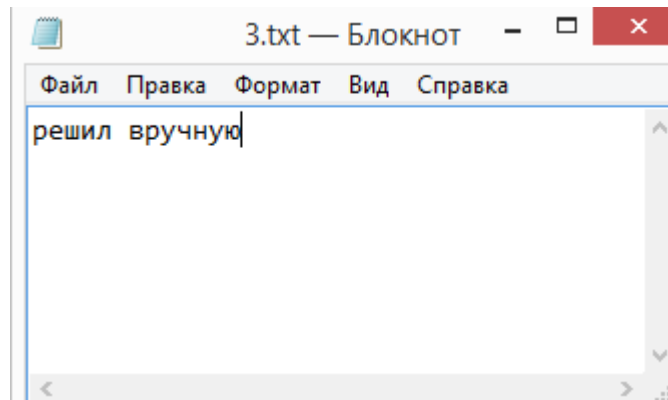 3.txt — Блокнот
Файл Правка Формат Вид Справка
решил вручную